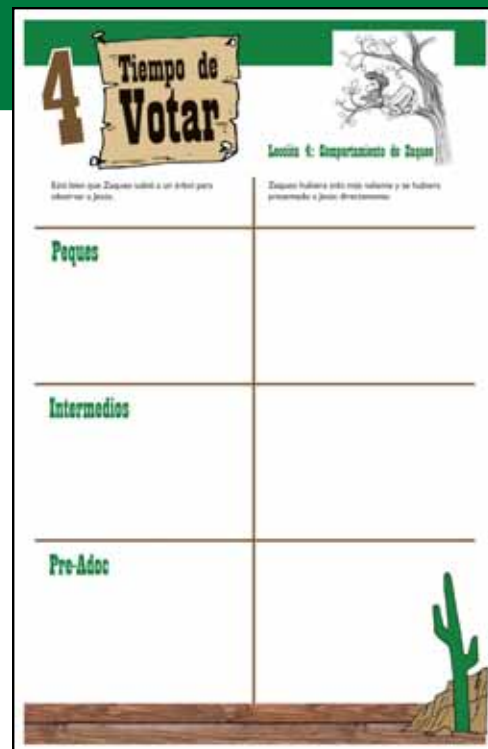 4
Tiempo de
Votar
Lección 4: Comportamiento de Zaqueo
Está bien que Zaqueo subió a un árbol para
observar a Jesús.
Zaqueo hubiera sido más valiente y se hubiera
presentado a Jesús directamente.
Peques
Intermedios
Pre-Adoc